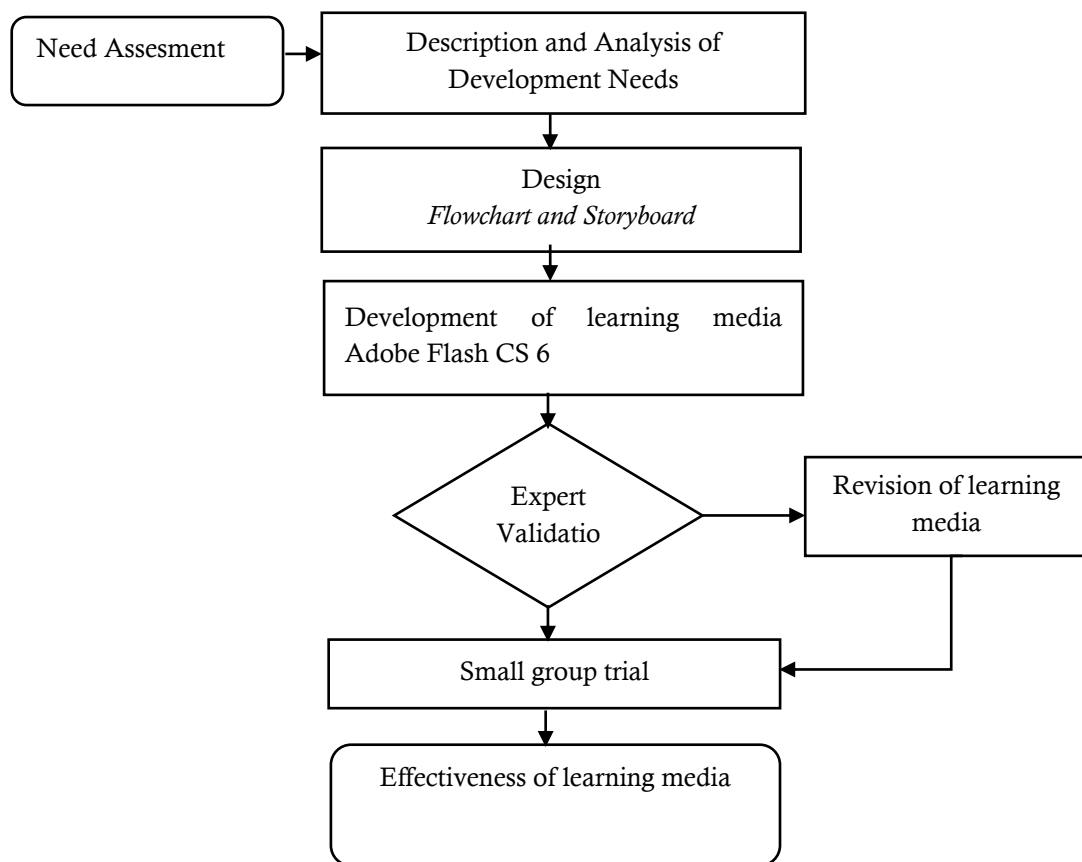 Need Assesment
Description and Analysis of
Development Needs
Design
Flowchart and Storyboard
Development of learning media
Adobe Flash CS 6
Expert
Validatio
Revision of learning
media
Small group trial
Effectiveness of learning media